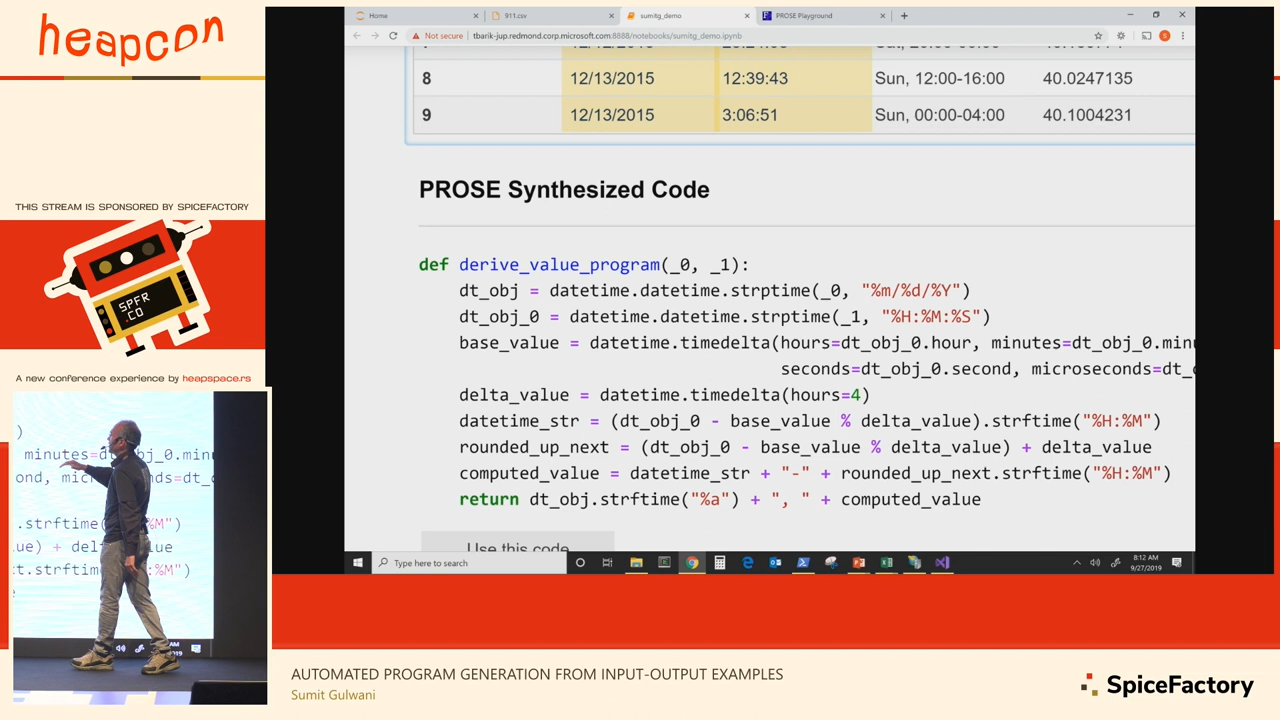 heapcon
THIS STREAM IS SPONSORED BY SPICEFACTORY
SPFR
.CO
A new conference experience by heapspace.rs
Home
911.csv
sumitg_demo
PROSE Playground
Not secure
tbarik-jup.redmond.corp.microsoft.com:8888/notebooks/sumitg_demo.ipynb
8 12/13/2015 12:39:43 Sun, 12:00-16:00 40.0247135
9 12/13/2015 3:06:51 Sun, 00:00-04:00 40.1004231
PROSE Synthesized Code
def derive_value_program(_0, _1):
dt_obj = datetime.datetime.strptime(_0, "%m/%d/%Y")
dt_obj_0 = datetime.datetime.strptime(_1, "%H:%M:%S")
base_value = datetime.timedelta(hours=dt_obj_0.hour, minutes=dt_obj_0.minu
seconds=dt_obj_0.second, microseconds=dt_o
delta_value = datetime.timedelta(hours=4)
datetime_str = (dt_obj_0 - base_value % delta_value).strftime("%H:%M")
rounded_up_next = (dt_obj_0 - base_value % delta_value) + delta_value
computed_value = datetime_str + "-" + rounded_up_next.strftime("%H:%M")
return dt_obj.strftime("%a") + ", " + computed_value
Use this code
Type here to search
8:12 AM
9/27/2019
minutes=dt_obj_0.minu
.strftime(
AUTOMATED PROGRAM GENERATION FROM INPUT-OUTPUT EXAMPLES
Sumit Gulwani
SpiceFactory